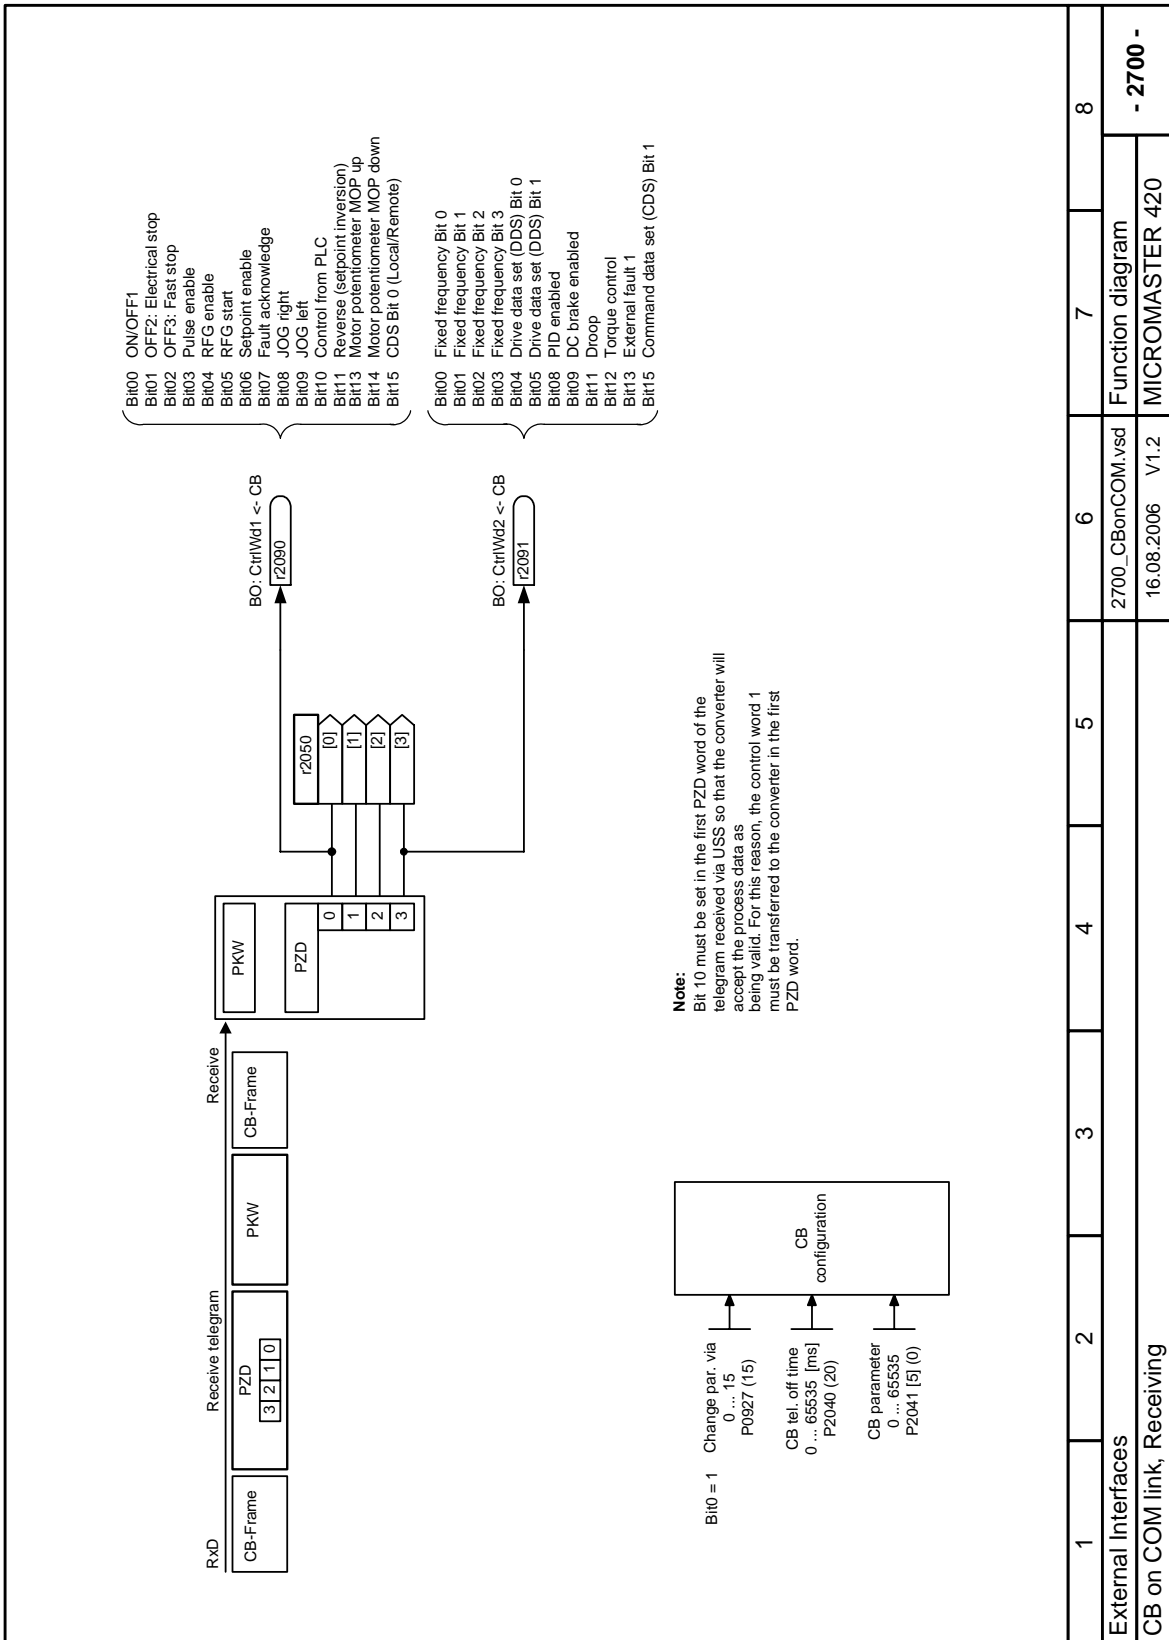 RxD
Receive telegram
Receive
CB-Frame
PZD
3 2 1 0
PKW
CB-Frame
PKW
PZD
0
1
2
3
r2050
[0]
[1]
[2]
[3]
BO: CtrlWd1 <- CB
r2090
Bit00 ON/OFF1
Bit01 OFF2: Electrical stop
Bit02 OFF3: Fast stop
Bit03 Pulse enable
Bit04 RFG enable
Bit05 RFG start
Bit06 Setpoint enable
Bit07 Fault acknowledge
Bit08 JOG right
Bit09 JOG left
Bit10 Control from PLC
Bit11 Reverse (setpoint inversion)
Bit13 Motor potentiometer MOP up
Bit14 Motor potentiometer MOP down
Bit15 CDS Bit 0 (Local/Remote)
BO: CtrlWd2 <- CB
r2091
Bit00 Fixed frequency Bit 0
Bit01 Fixed frequency Bit 1
Bit02 Fixed frequency Bit 2
Bit03 Fixed frequency Bit 3
Bit04 Drive data set (DDS) Bit 0
Bit05 Drive data set (DDS) Bit 1
Bit08 PID enabled
Bit09 DC brake enabled
Bit11 Droop
Bit12 Torque control
Bit13 External fault 1
Bit15 Command data set (CDS) Bit 1
Bit0 = 1
Change par. via
0 ... 15
P0927 (15)
CB tel. off time
0 ... 65535 [ms]
P2040 (20)
CB parameter
0 ... 65535
P2041 [5] (0)
CB
configuration
Note:
Bit 10 must be set in the first PZD word of the
telegram received via USS so that the converter will
accept the process data as
being valid. For this reason, the control word 1
must be transferred to the converter in the first
PZD word.
1 2 3 4 5 6 7 8
External Interfaces
2700_CBonCOM.vsd
Function diagram
- 2700 -
CB on COM link, Receiving
16.08.2006 V1.2
MICROMASTER 420